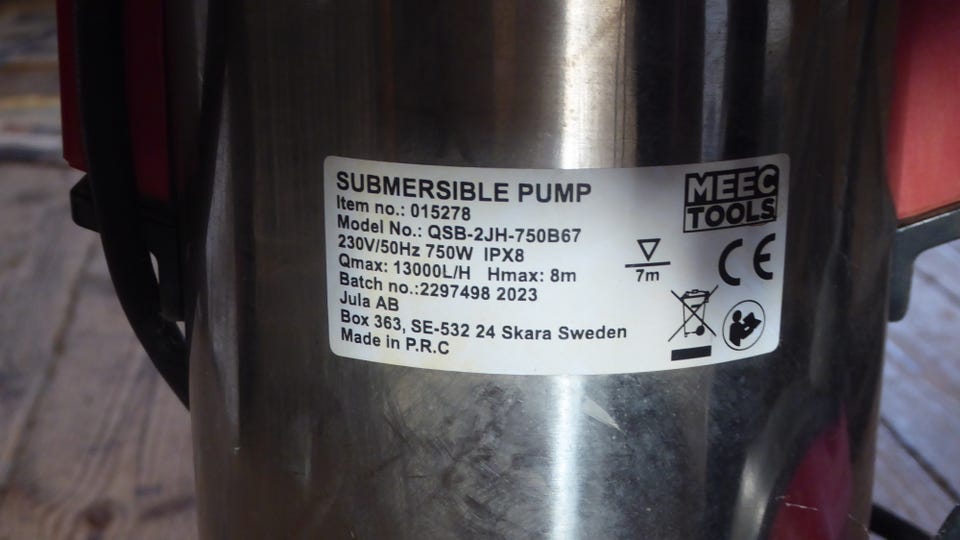 SUBMERSIBLE PUMP
Item no.: 015278
Model No.: QSB-2JH-750B67
230V/50Hz 750W IPX8
Qmax: 13000L/H Hmax: 8m
Batch no.:2297498 2023
Jula AB
Box 363, SE-532 24 Skara Sweden
Made in P.R.C
MEEC
TOOLS
7m
CE